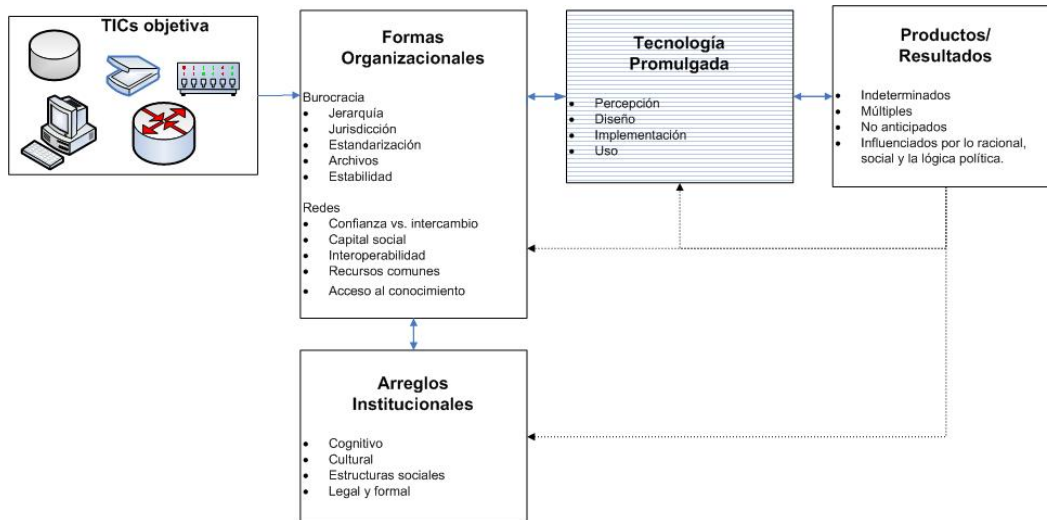 TICs objetiva
Formas
Organizacionales
Burocracia
• Jerarquía
• Jurisdicción
• Estandarización
• Archivos
• Estabilidad
Redes
• Confianza vs. intercambio
• Capital social
• Interoperabilidad
• Recursos comunes
• Acceso al conocimiento
Tecnología
Promulgada
• Percepción
• Diseño
• Implementación
• Uso
Productos/
Resultados
• Indeterminados
• Múltiples
• No anticipados
• Influenciados por lo racional,
social y la lógica política.
Arreglos
Institucionales
• Cognitivo
• Cultural
• Estructuras sociales
• Legal y formal